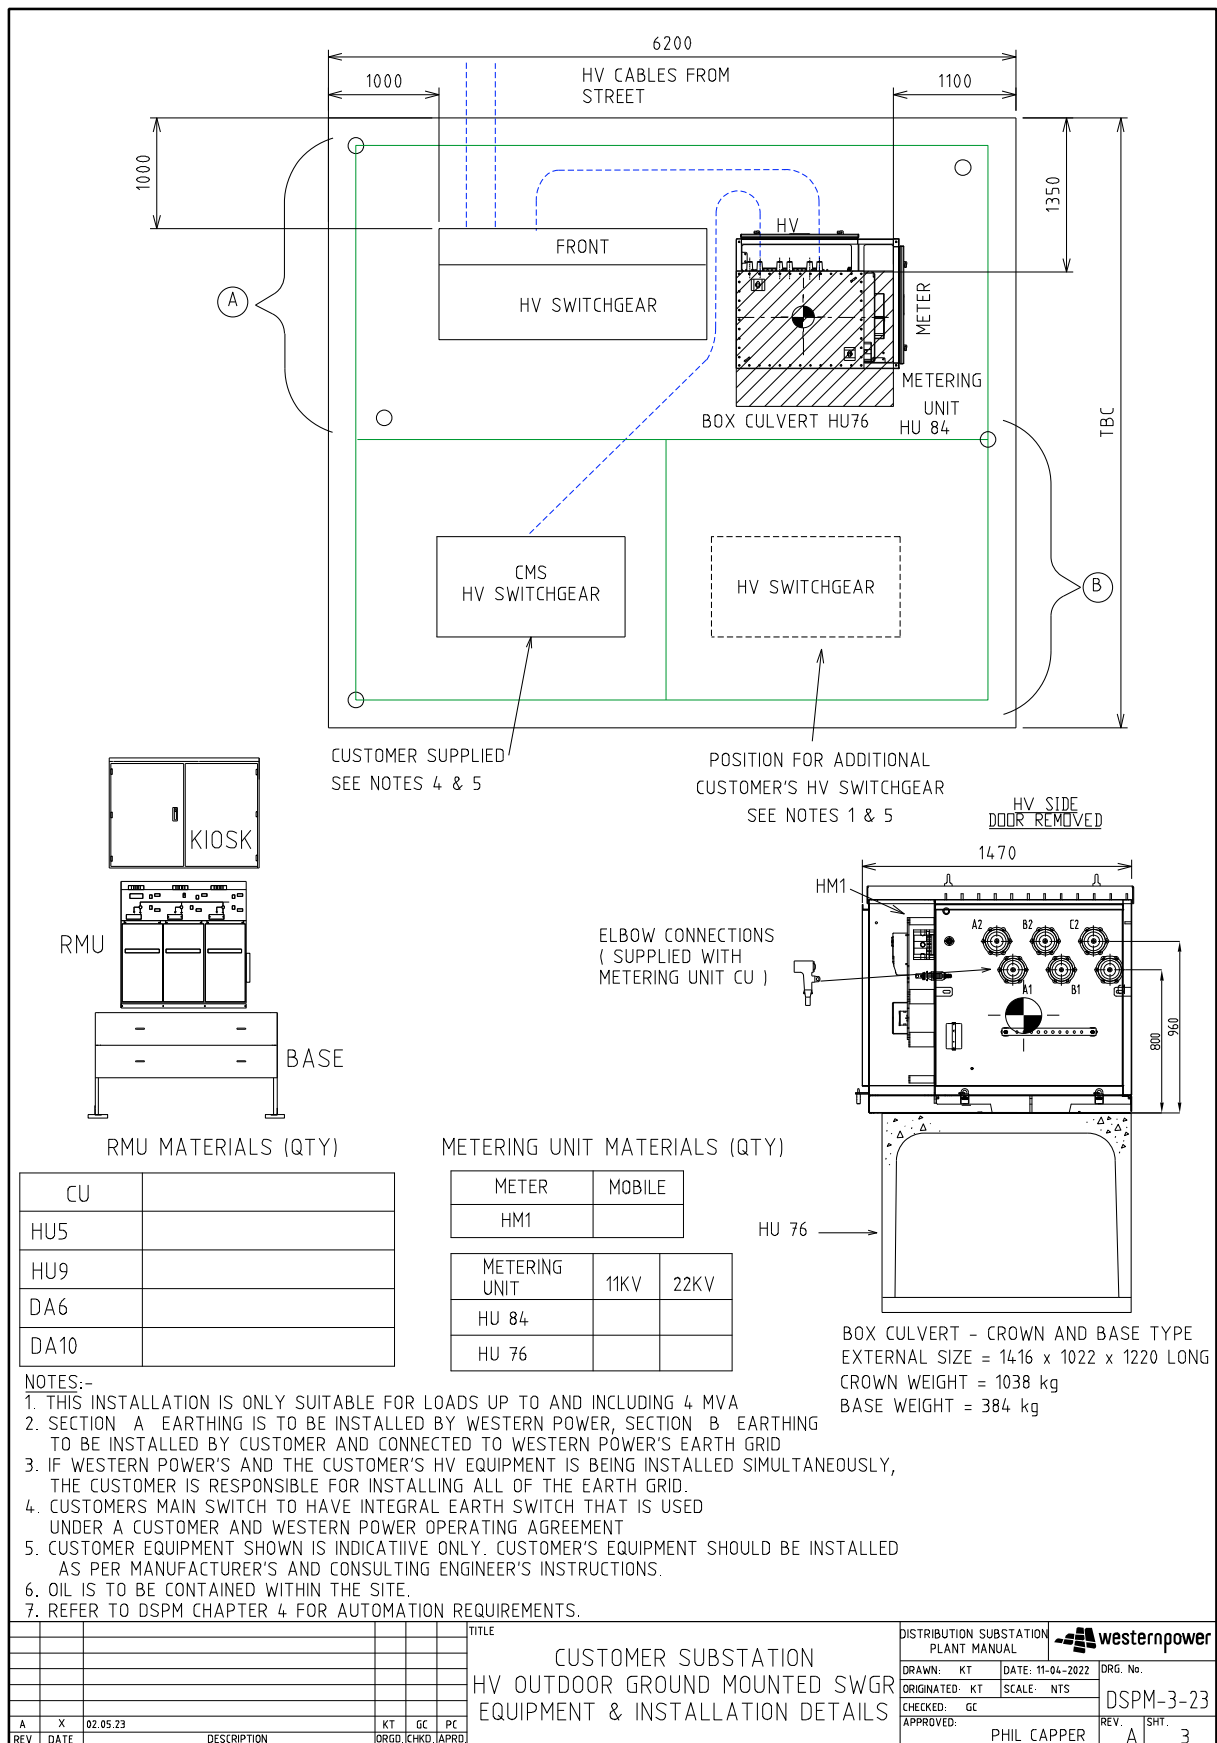 6200
HV CABLES FROM
STREET
1000
1100
1000
1350
HV
FRONT
HV SWITCHGEAR
A
METER
METERING
UNIT
HU 84
BOX CULVERT HU76
TBC
CMS
HV SWITCHGEAR
HV SWITCHGEAR
B
CUSTOMER SUPPLIED
SEE NOTES 4 & 5
POSITION FOR ADDITIONAL
CUSTOMER'S HV SWITCHGEAR
SEE NOTES 1 & 5
HV SIDE
DOOR REMOVED
1470
KIOSK
HM1
RMU
ELBOW CONNECTIONS
( SUPPLIED WITH
METERING UNIT CU )
A2 B2 C2
A1 B1
800
960
BASE
RMU MATERIALS (QTY)
CU
HU5
HU9
DA6
DA10
METERING UNIT MATERIALS (QTY)
METER MOBILE
HM1
METERING
UNIT 11KV 22KV
HU 84
HU 76
HU 76
BOX CULVERT - CROWN AND BASE TYPE
EXTERNAL SIZE = 1416 x 1022 x 1220 LONG
CROWN WEIGHT = 1038 kg
BASE WEIGHT = 384 kg
NOTES:-
1. THIS INSTALLATION IS ONLY SUITABLE FOR LOADS UP TO AND INCLUDING 4 MVA
2. SECTION A EARTHING IS TO BE INSTALLED BY WESTERN POWER, SECTION B EARTHING
TO BE INSTALLED BY CUSTOMER AND CONNECTED TO WESTERN POWER'S EARTH GRID
3. IF WESTERN POWER'S AND THE CUSTOMER'S HV EQUIPMENT IS BEING INSTALLED SIMULTANEOUSLY,
THE CUSTOMER IS RESPONSIBLE FOR INSTALLING ALL OF THE EARTH GRID.
4. CUSTOMERS MAIN SWITCH TO HAVE INTEGRAL EARTH SWITCH THAT IS USED
UNDER A CUSTOMER AND WESTERN POWER OPERATING AGREEMENT
5. CUSTOMER EQUIPMENT SHOWN IS INDICATIIVE ONLY. CUSTOMER'S EQUIPMENT SHOULD BE INSTALLED
AS PER MANUFACTURER'S AND CONSULTING ENGINEER'S INSTRUCTIONS.
6. OIL IS TO BE CONTAINED WITHIN THE SITE.
7. REFER TO DSPM CHAPTER 4 FOR AUTOMATION REQUIREMENTS.
A X 02.05.23 KT GC PC
REV DATE DESCRIPTION ORGD. CHKD. APRD.
TITLE
CUSTOMER SUBSTATION
HV OUTDOOR GROUND MOUNTED SWGR
EQUIPMENT & INSTALLATION DETAILS
DISTRIBUTION SUBSTATION
PLANT MANUAL
westernpower
DRAWN: KT DATE: 11-04-2022
ORIGINATED: KT SCALE: NTS
CHECKED: GC
APPROVED:
PHIL CAPPER
DRG. No.
DSPM-3-23
REV. A SHT. 3